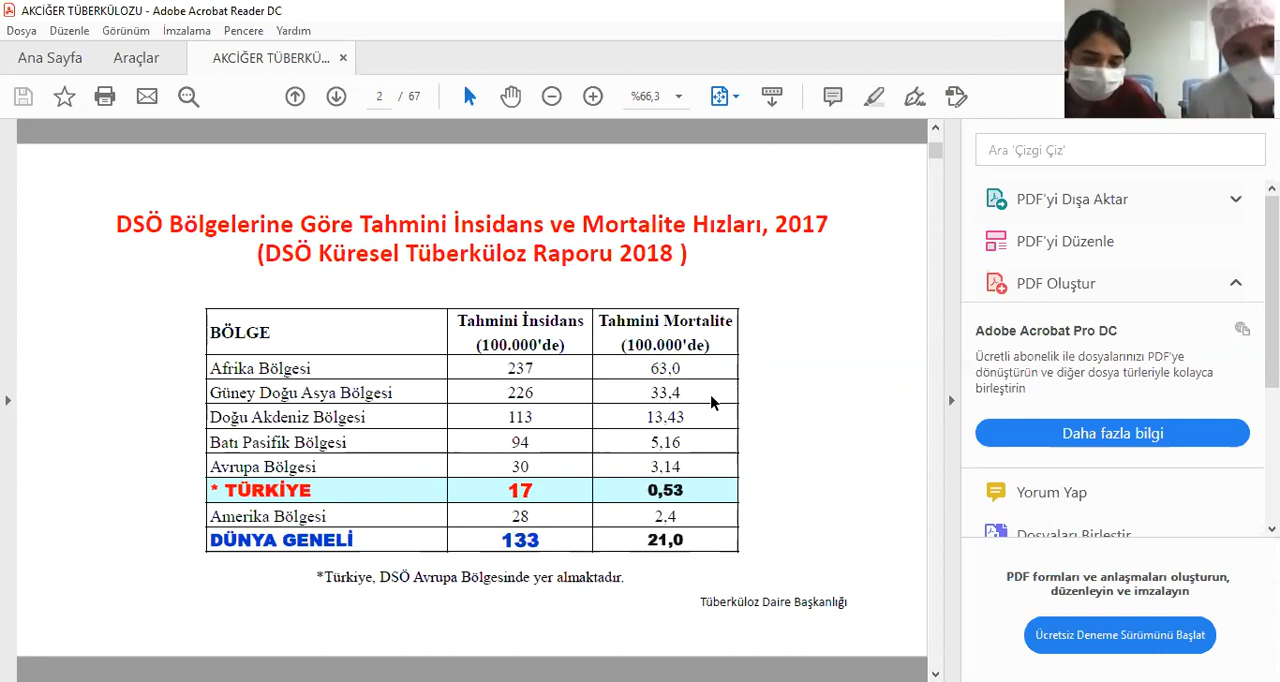 AKCİĞER TÜBERKÜLOZU - Adobe Acrobat Reader DC
Dosya Düzenle Görünüm İmzalama Pencere Yardım
Ana Sayfa Araçlar AKCİĞER TÜBERKÜ... ×
2 / 67 %66,3
Ara 'Çizgi Çiz'
PDF'yi Dışa Aktar
PDF'yi Düzenle
PDF Oluştur
Adobe Acrobat Pro DC
Ücretli abonelik ile dosyalarınızı PDF'ye
dönüştürün ve diğer dosya türleriyle kolayca
birleştirin
Daha fazla bilgi
Yorum Yap
Dosyaları Birleştir
PDF formları ve anlaşmaları oluşturun,
düzenleyin ve imzalayın
Ücretsiz Deneme Sürümünü Başlat
DSÖ Bölgelerine Göre Tahmini İnsidans ve Mortalite Hızları, 2017
(DSÖ Küresel Tüberküloz Raporu 2018 )
BÖLGE Tahmini İnsidans (100.000'de) Tahmini Mortalite (100.000'de)
Afrika Bölgesi 237 63,0
Güney Doğu Asya Bölgesi 226 33,4
Doğu Akdeniz Bölgesi 113 13,43
Batı Pasifik Bölgesi 94 5,16
Avrupa Bölgesi 30 3,14
* TÜRKİYE 17 0,53
Amerika Bölgesi 28 2,4
DÜNYA GENELİ 133 21,0
*Türkiye, DSÖ Avrupa Bölgesinde yer almaktadır.
Tüberküloz Daire Başkanlığı